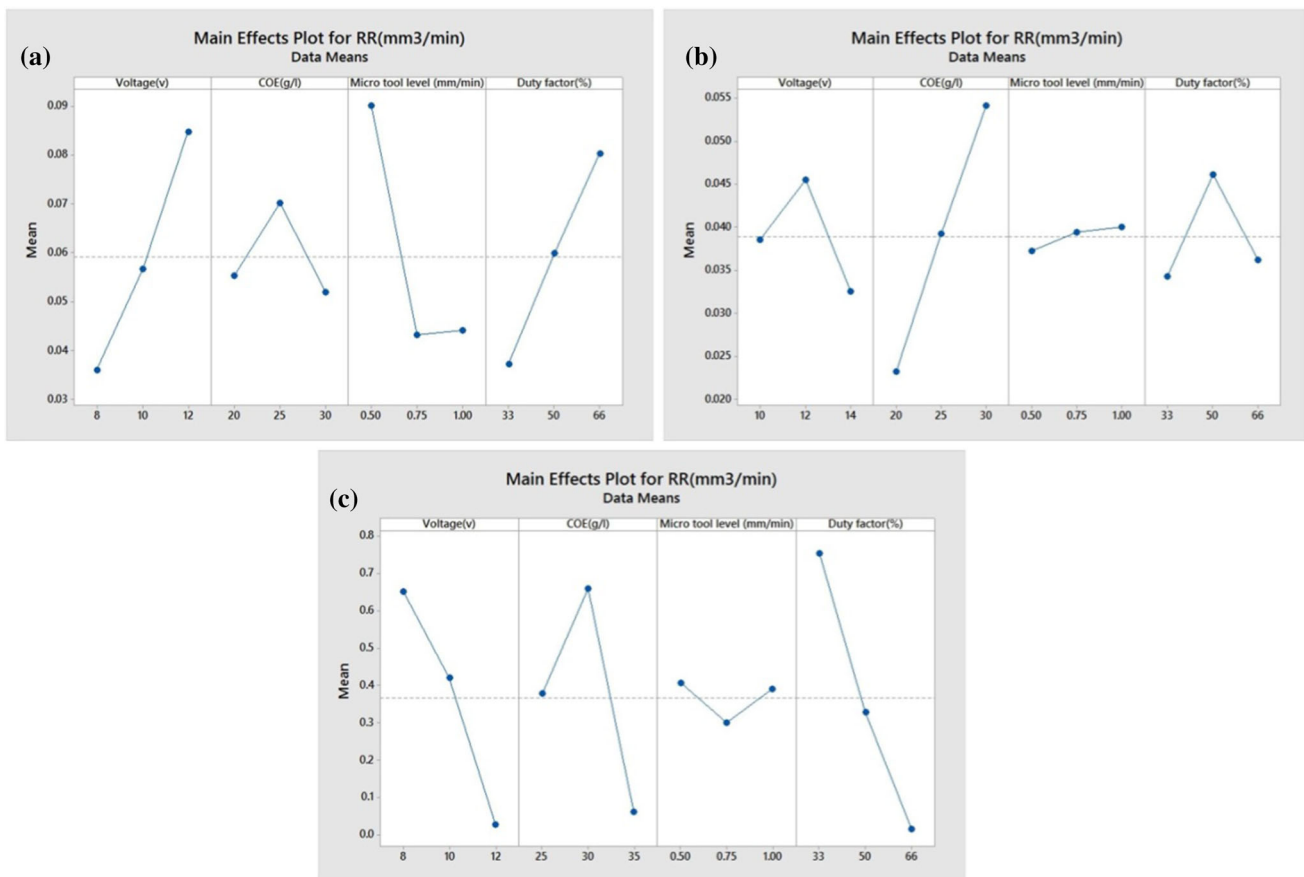 (a)
Main Effects Plot for RR(mm3/min)
Data Means
Voltage(v) COE(g/l) Micro tool level (mm/min) Duty factor(%)
Mean
0.09
0.08
0.07
0.06
0.05
0.04
0.03
8 10 12 20 25 30 0.50 0.75 1.00 33 50 66
(b)
Main Effects Plot for RR(mm3/min)
Data Means
Voltage(v) COE(g/l) Micro tool level (mm/min) Duty factor(%)
Mean
0.055
0.050
0.045
0.040
0.035
0.030
0.025
0.020
10 12 14 20 25 30 0.50 0.75 1.00 33 50 66
(c)
Main Effects Plot for RR(mm3/min)
Data Means
Voltage(v) COE(g/l) Micro tool level (mm/min) Duty factor(%)
Mean
0.8
0.7
0.6
0.5
0.4
0.3
0.2
0.1
0.0
8 10 12 25 30 35 0.50 0.75 1.00 33 50 66